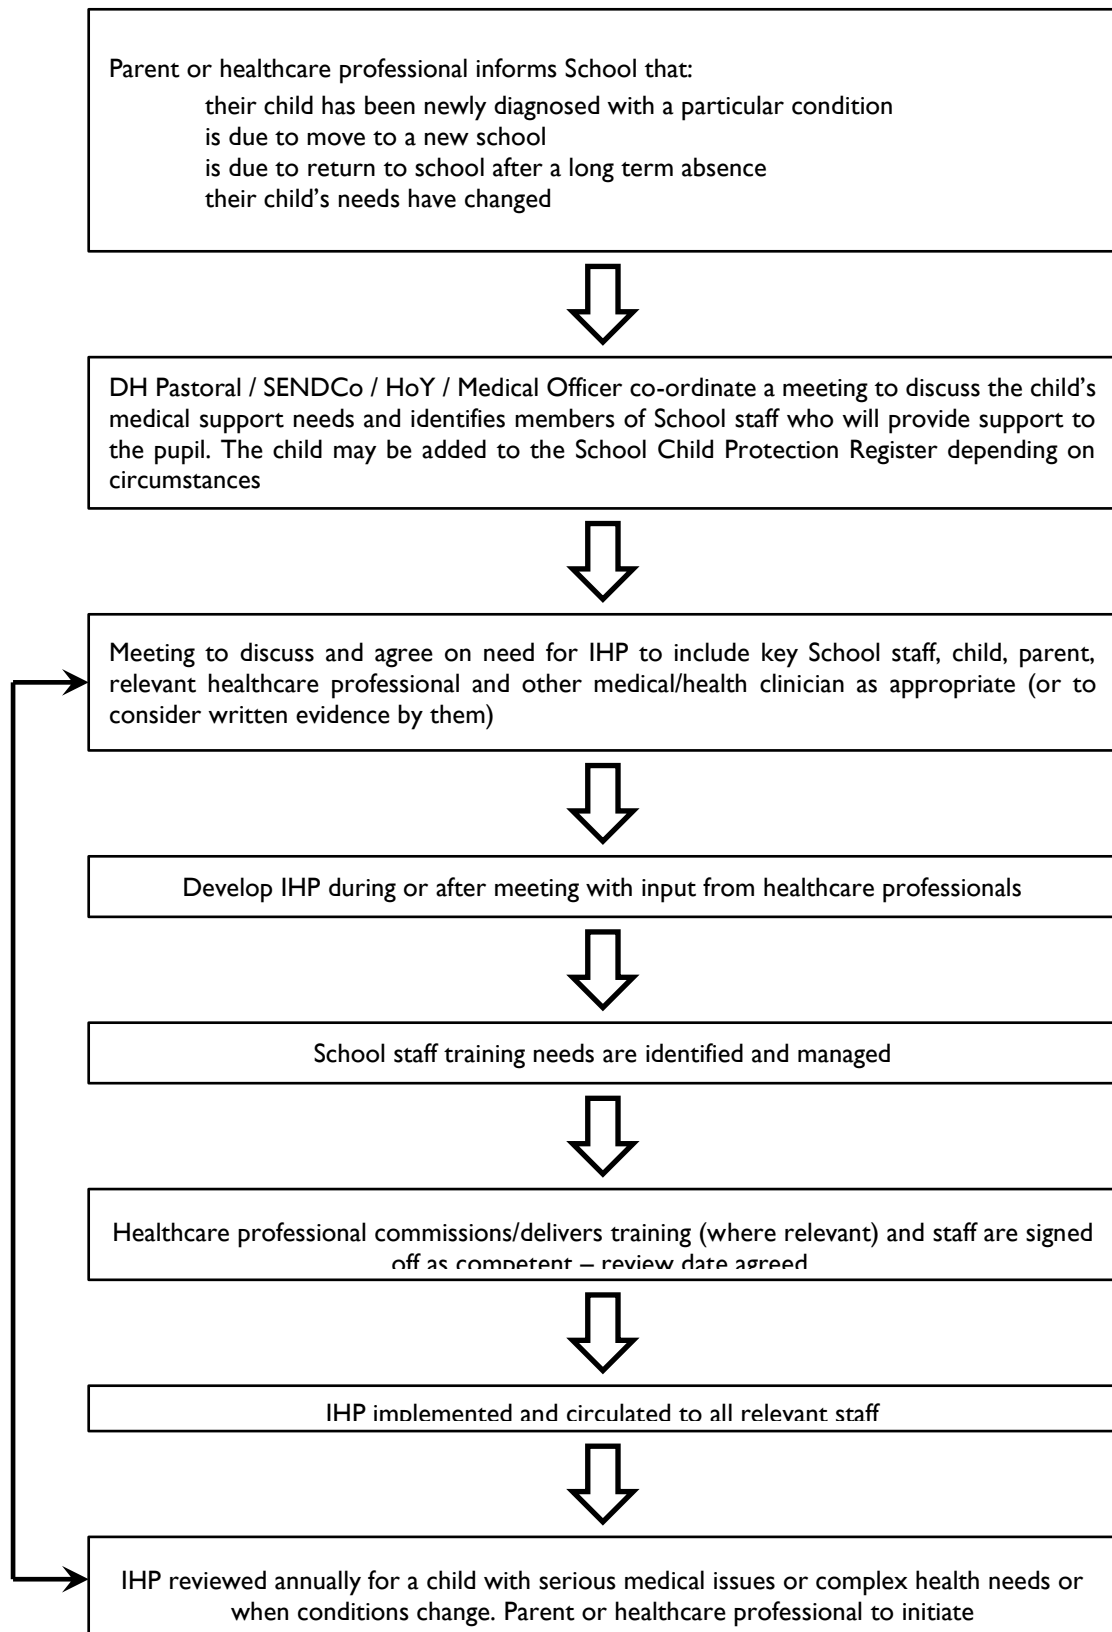 Parent or healthcare professional informs School that:
their child has been newly diagnosed with a particular condition
is due to move to a new school
is due to return to school after a long term absence
their child’s needs have changed
DH Pastoral / SENDCo / HoY / Medical Officer co-ordinate a meeting to discuss the child’s
medical support needs and identifies members of School staff who will provide support to
the pupil. The child may be added to the School Child Protection Register depending on
circumstances
Meeting to discuss and agree on need for IHP to include key School staff, child, parent,
relevant healthcare professional and other medical/health clinician as appropriate (or to
consider written evidence by them)
Develop IHP during or after meeting with input from healthcare professionals
School staff training needs are identified and managed
Healthcare professional commissions/delivers training (where relevant) and staff are signed
off as competent – review date agreed
IHP implemented and circulated to all relevant staff
IHP reviewed annually for a child with serious medical issues or complex health needs or
when conditions change. Parent or healthcare professional to initiate